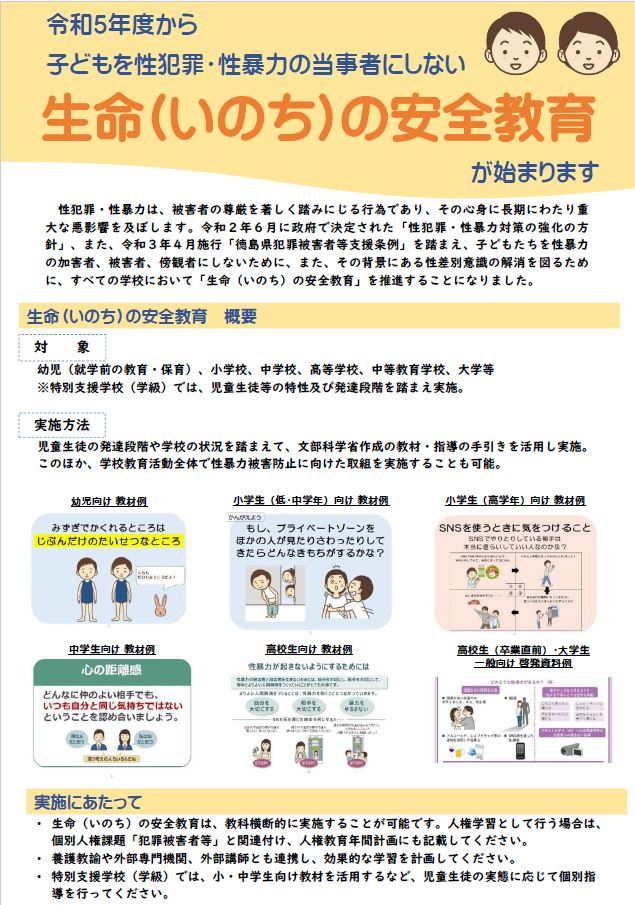 令和5年度から
子どもを性犯罪・性暴力の当事者にしない
生命(いのち)の安全教育
が始まります
性犯罪・性暴力は、被害者の尊厳を著しく踏みにじる行為であり、その心身に長期にわたり重
大な悪影響を及ぼします。令和２年６月に政府で決定された「性犯罪・性暴力対策の強化の方
針」、また、令和３年４月施行「徳島県犯罪被害者等支援条例」を踏まえ、子どもたちを性暴力
の加害者、被害者、傍観者にしないために、また、その背景にある性差別意識の解消を図るため
に、すべての学校において「生命（いのち）の安全教育」を推進することになりました。
生命(いのち)の安全教育　概要
対　　象
幼児（就学前の教育・保育）、小学校、中学校、高等学校、中等教育学校、大学等
※特別支援学校（学級）では、児童生徒等の特性及び発達段階を踏まえ実施。
実施方法
児童生徒の発達段階や学校の状況を踏まえて、文部科学省作成の教材・指導の手引きを活用し実施。
このほか、学校教育活動全体で性暴力被害防止に向けた取組を実施することも可能。
幼児向け 教材例
みずぎでかくれるところは
じぶんだけのたいせつなところ
小学生（低・中学年）向け 教材例
かんがえよう
もし、プライベートゾーンを
ほかの人が見たりさわったりして
きたらどんなきもちがするかな？
小学生（高学年）向け 教材例
SNSを使うときに気をつけること
SNSでやりとりしている相手は
本当に信らいしていい人なのかな？
中学生向け 教材例
心の距離感
どんなに仲のよい相手でも、
いつも自分と同じ気持ちではない
ということを認め合いましょう。
違う考えの人もいるんだね
高校生向け 教材例
性暴力が起きないようにするためには
自分を
大切にする
相手を
大切にする
暴力を
ゆるさない
STOP!
STOP!
STOP!
高校生（卒業直前）・大学生
一般向け 啓発資料例
実施にあたって
• 生命（いのち）の安全教育は、教科横断的に実施することが可能です。人権学習として行う場合は、
個別人権課題「犯罪被害者等」と関連付け、人権教育年間計画にも記載してください。
• 養護教諭や外部専門機関、外部講師とも連携し、効果的な学習を計画してください。
• 特別支援学校（学級）では、小・中学生向け教材を活用するなど、児童生徒の実態に応じて個別指
導を行ってください。